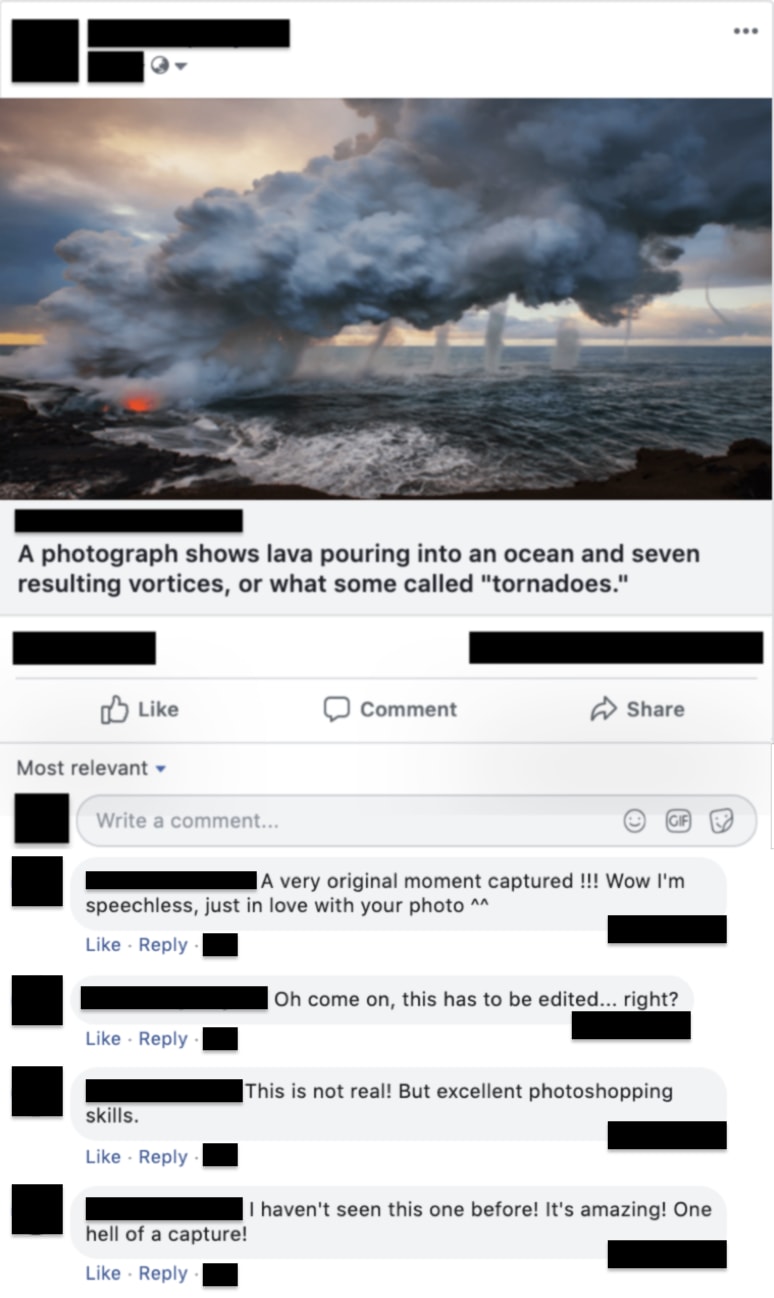 A photograph shows lava pouring into an ocean and seven
resulting vortices, or what some called "tornadoes."
Like Comment Share
Most relevant
Write a comment... GIF
A very original moment captured !!! Wow I'm
speechless, just in love with your photo ^^
Like · Reply ·
Oh come on, this has to be edited... right?
Like · Reply ·
This is not real! But excellent photoshopping
skills.
Like · Reply ·
I haven't seen this one before! It's amazing! One
hell of a capture!
Like · Reply ·